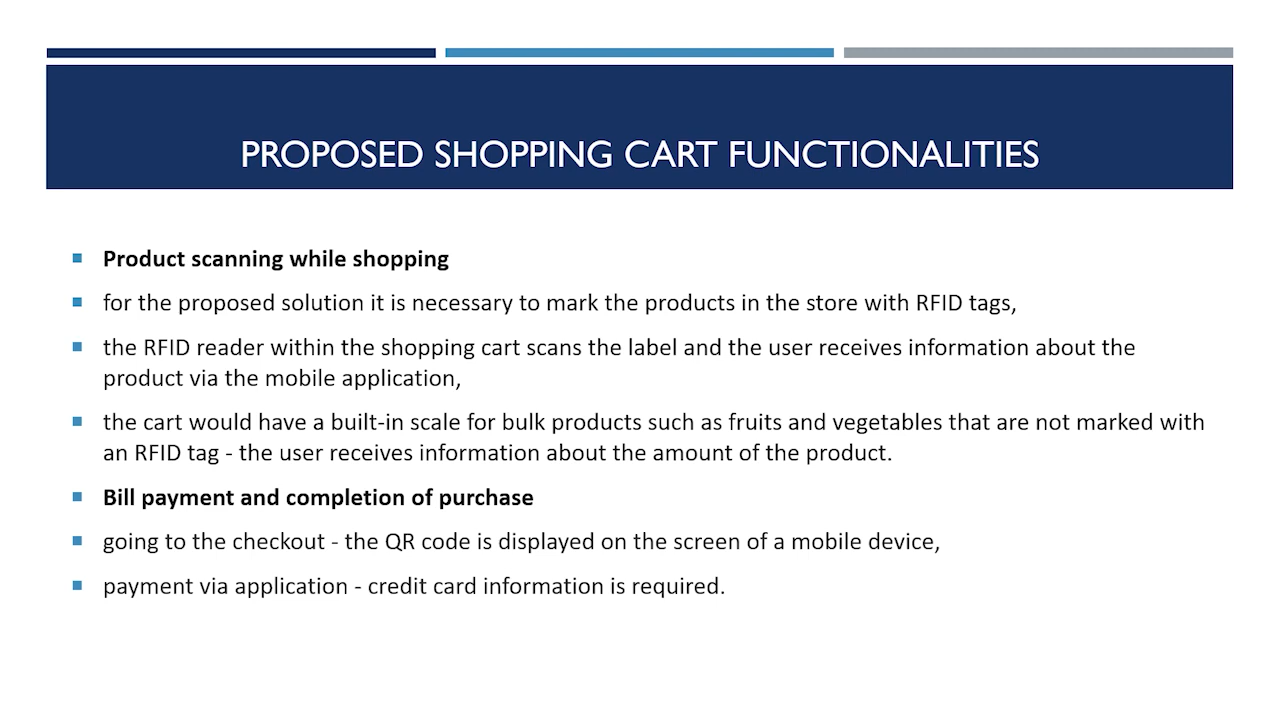 PROPOSED SHOPPING CART FUNCTIONALITIES
Product scanning while shopping
for the proposed solution it is necessary to mark the products in the store with RFID tags,
the RFID reader within the shopping cart scans the label and the user receives information about the
product via the mobile application,
the cart would have a built-in scale for bulk products such as fruits and vegetables that are not marked with
an RFID tag - the user receives information about the amount of the product.
Bill payment and completion of purchase
going to the checkout - the QR code is displayed on the screen of a mobile device,
payment via application - credit card information is required.